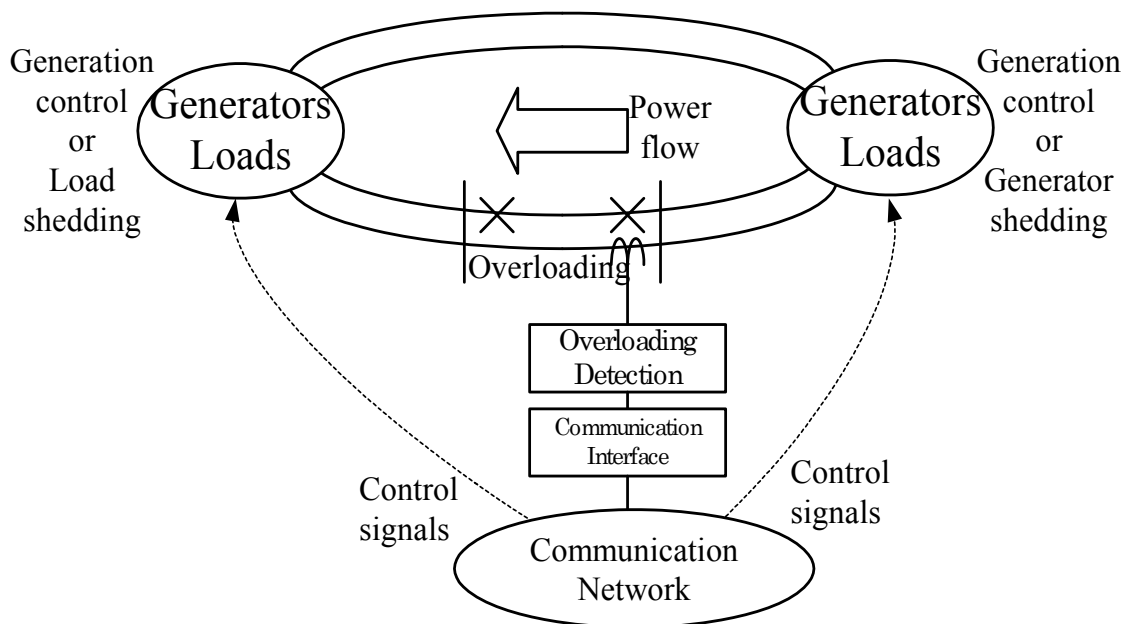 Generation
control
or
Load
shedding
Generators
Loads
Power
flow
Generators
Loads
Generation
control
or
Generator
shedding
Overloading
Overloading
Detection
Communication
Interface
Control
signals
Control
signals
Communication
Network